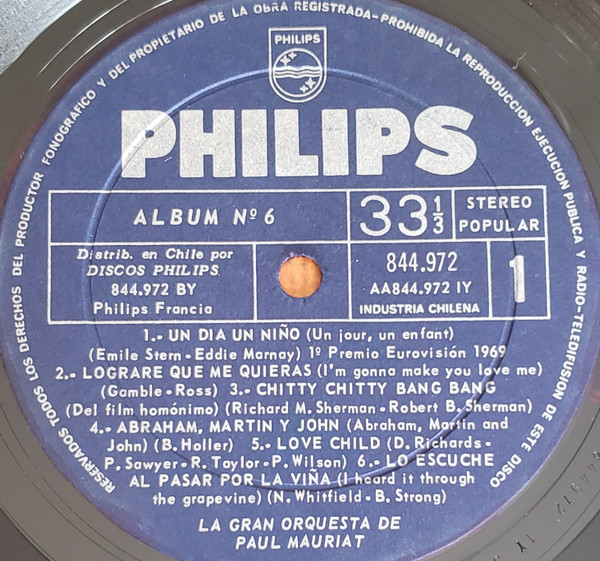 RESERVADOS TODOS LOS DERECHOS DEL PRODUCTOR FONOGRAFICO Y DEL PROPIETARIO DE LA OBRA REGISTRADA-PROHIBIDA LA REPRODUCCION EJECUCION PUBLICA Y RADIO-TELEDIFUSION DE ESTE DISCO
PHILIPS
PHILIPS
ALBUM Nº 6
33 1/3
STEREO
POPULAR
Distrib. en Chile por
DISCOS PHILIPS
844.972 BY
Philips Francia
844.972
AA844.972 IY
INDUSTRIA CHILENA
1
1.- UN DIA UN NIÑO (Un jour, un enfant)
(Emile Stern-Eddie Marnay) 1º Premio Eurovisión 1969
2.- LOGRARE QUE ME QUIERAS (I'm gonna make you love me)
(Gamble-Ross) 3.- CHITTY CHITTY BANG BANG
(Del film homónimo) (Richard M. Sherman-Robert B. Sherman)
4.- ABRAHAM, MARTIN Y JOHN (Abraham, Martin and
John) (B. Holler) 5.- LOVE CHILD (D. Richards-
P. Sawyer-R. Taylor-P. Wilson) 6.- LO ESCUCHE
AL PASAR POR LA VIÑA (I heard it through
the grapevine) (N. Whitfield-B. Strong)
LA GRAN ORQUESTA DE
PAUL MAURIAT